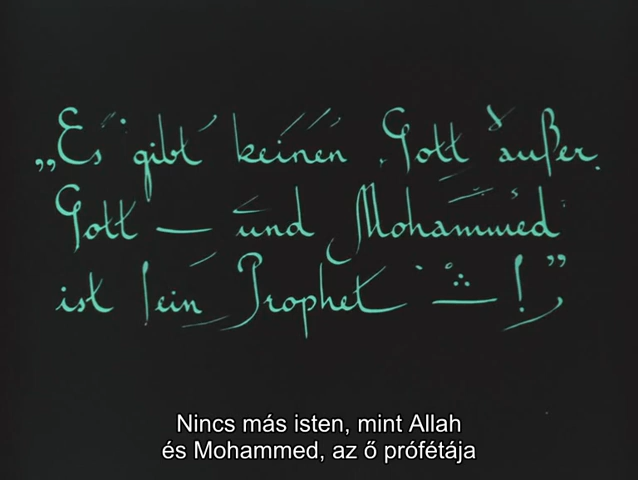 „Es gibt keinen Gott außer
Gott — und Mohammed
ist sein Prophet — !”
Nincs más isten, mint Allah
és Mohammed, az ő prófétája